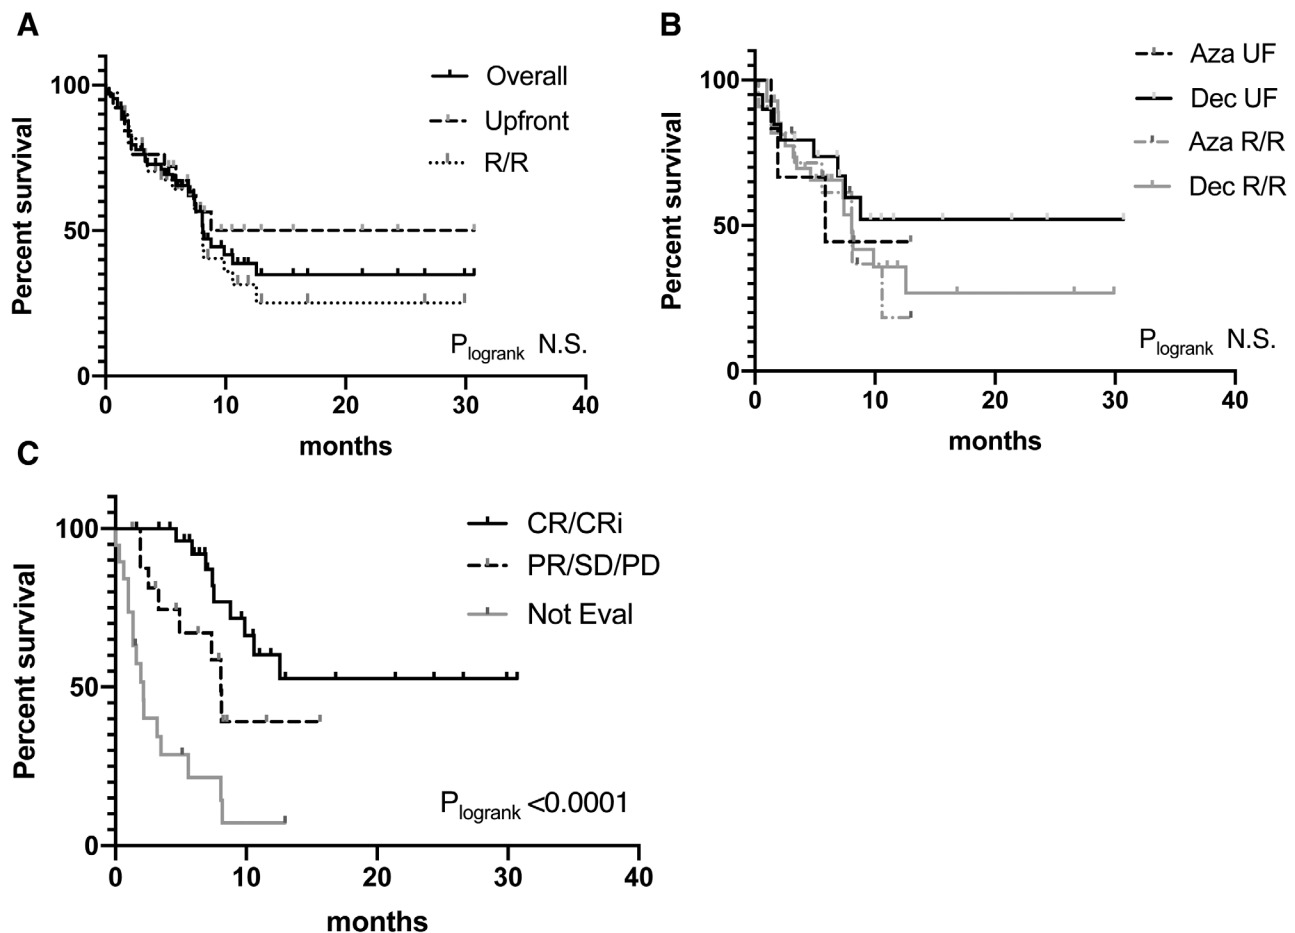 A
Percent survival
100
50
0
0 10 20 30 40
months
Overall
Upfront
R/R
Plogrank N.S.
B
Percent survival
100
50
0
0 10 20 30 40
months
Aza UF
Dec UF
Aza R/R
Dec R/R
Plogrank N.S.
C
Percent survival
100
50
0
0 10 20 30 40
months
CR/CRi
PR/SD/PD
Not Eval
Plogrank <0.0001